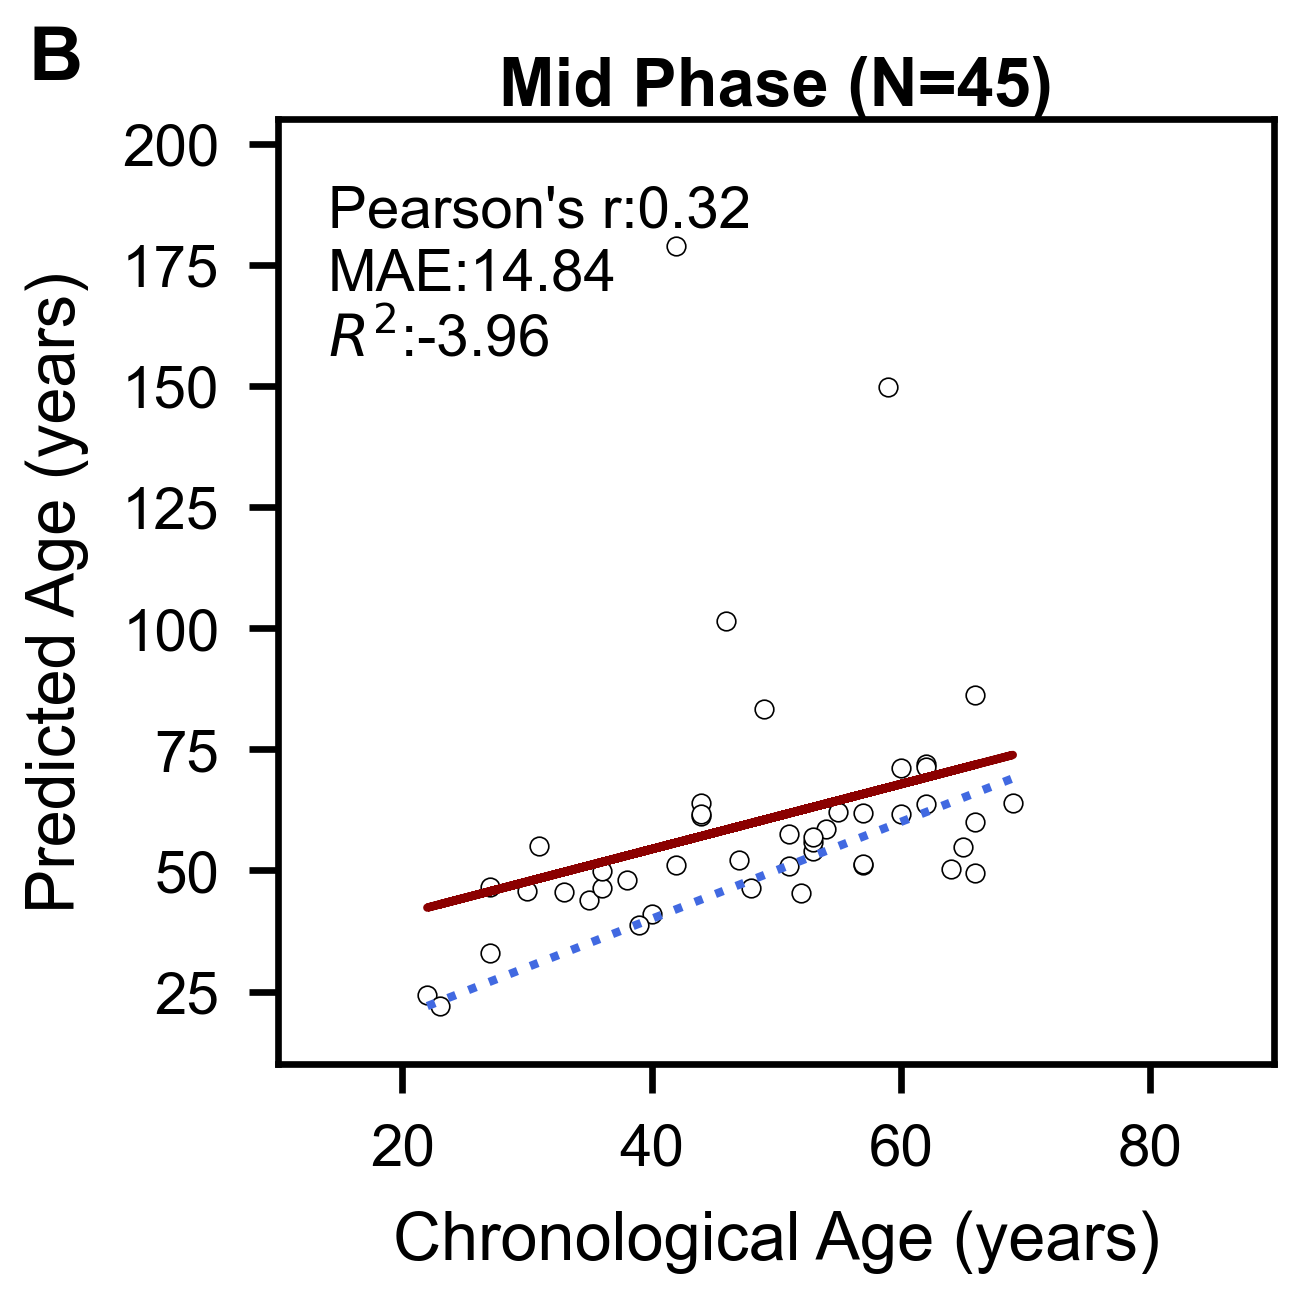 B
Mid Phase (N=45)
Pearson's r:0.32
MAE:14.84
R²:-3.96
200
175
150
125
100
75
50
25
Predicted Age (years)
20 40 60 80
Chronological Age (years)